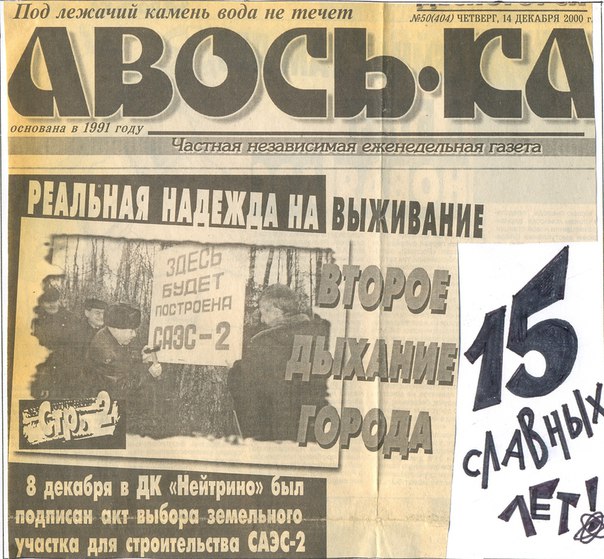 Под лежачий камень вода не течет
№50(404) ЧЕТВЕРГ, 14 ДЕКАБРЯ 2000 г.
АВОСЬ-КА
основана в 1991 году
Частная независимая еженедельная газета
РЕАЛЬНАЯ НАДЕЖДА НА ВЫЖИВАНИЕ
ЗДЕСЬ
БУДЕТ
ПОСТРОЕНА
САЭС-2
ВТОРОЕ
ДЫХАНИЕ
ГОРОДА
Стр. 2
8 декабря в ДК «Нейтрино» был
подписан акт выбора земельного
участка для строительства САЭС-2
15
СЛАВНЫХ
ЛЕТ!